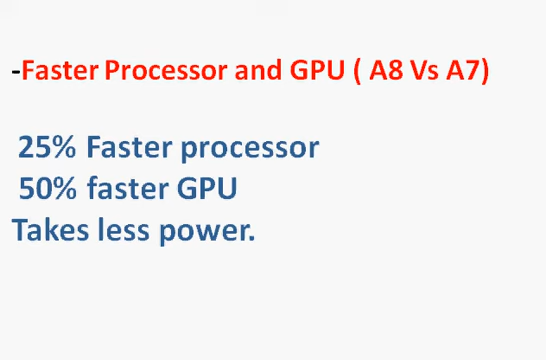 -Faster Processor and GPU ( A8 Vs A7)
25% Faster processor
50% faster GPU
Takes less power.